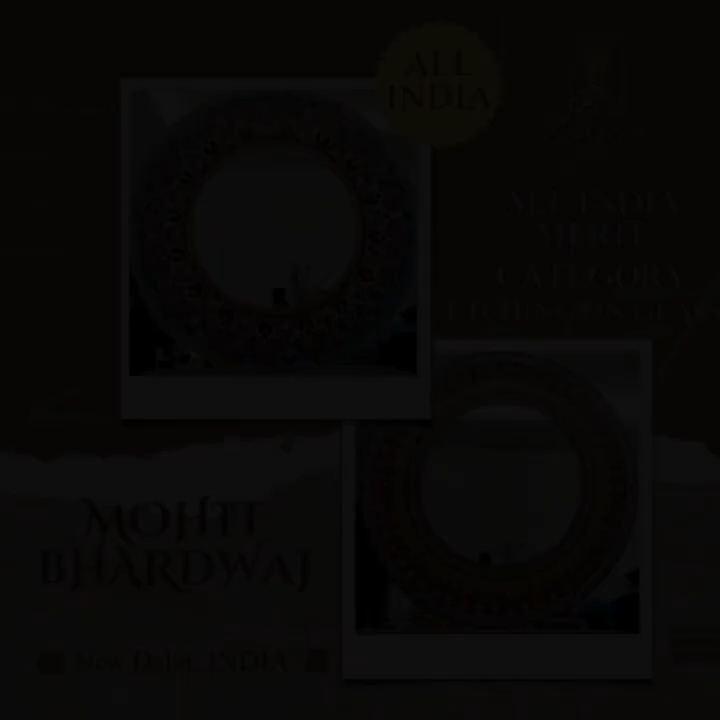 ALL
INDIA
ALL INDIA
MERIT
CATEGORY
MOHIT
BHARDWAJ
New Delhi, INDIA